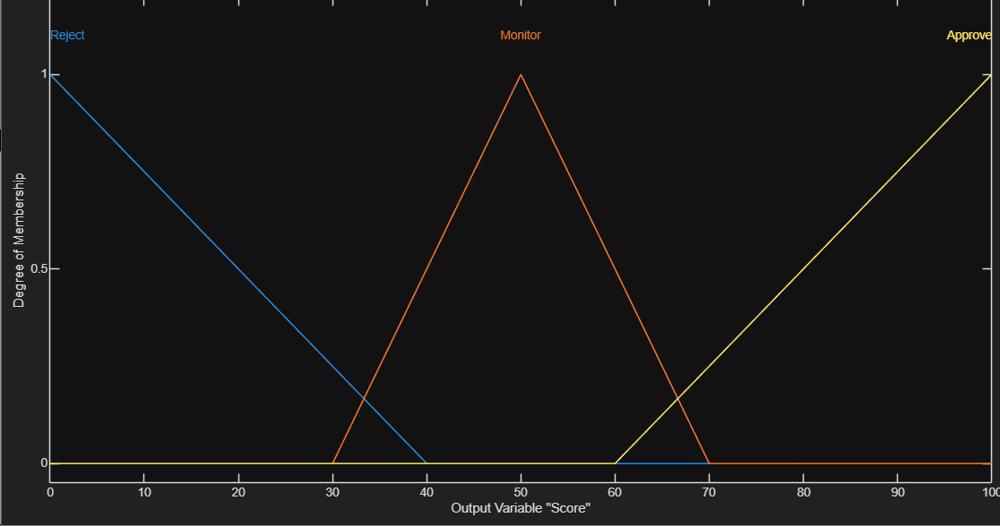 Reject Monitor Approve
1
0.5
0
Degree of Membership
0 10 20 30 40 50 60 70 80 90 100
Output Variable "Score"